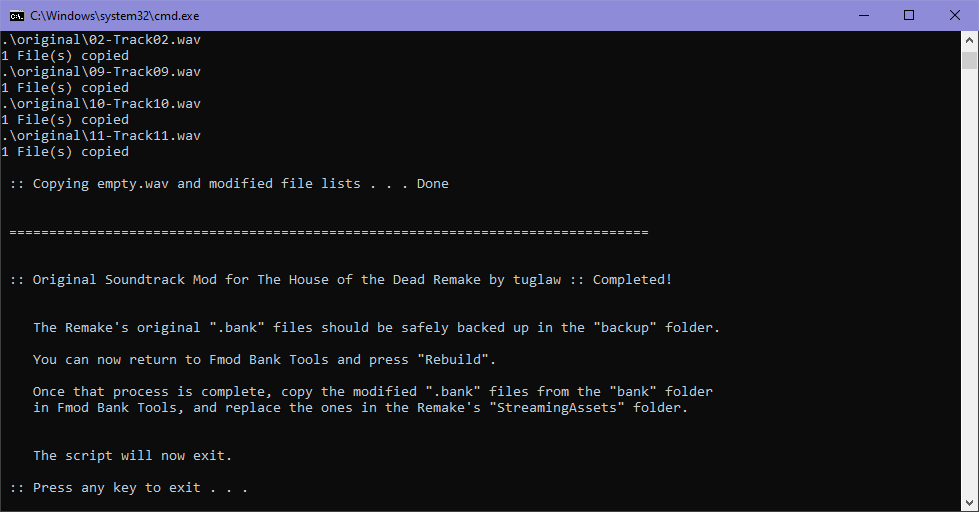 C:\Windows\system32\cmd.exe
.\original\02-Track02.wav
1 File(s) copied
.\original\09-Track09.wav
1 File(s) copied
.\original\10-Track10.wav
1 File(s) copied
.\original\11-Track11.wav
1 File(s) copied
:: Copying empty.wav and modified file lists . . . Done
================================================================================
:: Original Soundtrack Mod for The House of the Dead Remake by tuglaw :: Completed!
The Remake's original ".bank" files should be safely backed up in the "backup" folder.
You can now return to Fmod Bank Tools and press "Rebuild".
Once that process is complete, copy the modified ".bank" files from the "bank" folder
in Fmod Bank Tools, and replace the ones in the Remake's "StreamingAssets" folder.
The script will now exit.
:: Press any key to exit . . .